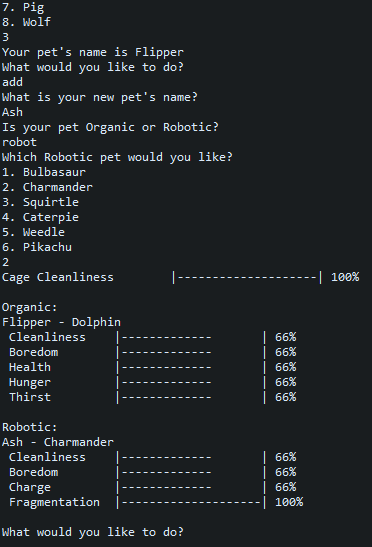 7. Pig
8. Wolf
3
Your pet's name is Flipper
What would you like to do?
add
What is your new pet's name?
Ash
Is your pet Organic or Robotic?
robot
Which Robotic pet would you like?
1. Bulbasaur
2. Charmander
3. Squirtle
4. Caterpie
5. Weedle
6. Pikachu
2
Cage Cleanliness        |--------------------| 100%

Organic:
Flipper - Dolphin
 Cleanliness    |-------------       | 66%
 Boredom        |-------------       | 66%
 Health         |-------------       | 66%
 Hunger         |-------------       | 66%
 Thirst         |-------------       | 66%

Robotic:
Ash - Charmander
 Cleanliness    |-------------       | 66%
 Boredom        |-------------       | 66%
 Charge         |-------------       | 66%
 Fragmentation  |--------------------| 100%

What would you like to do?